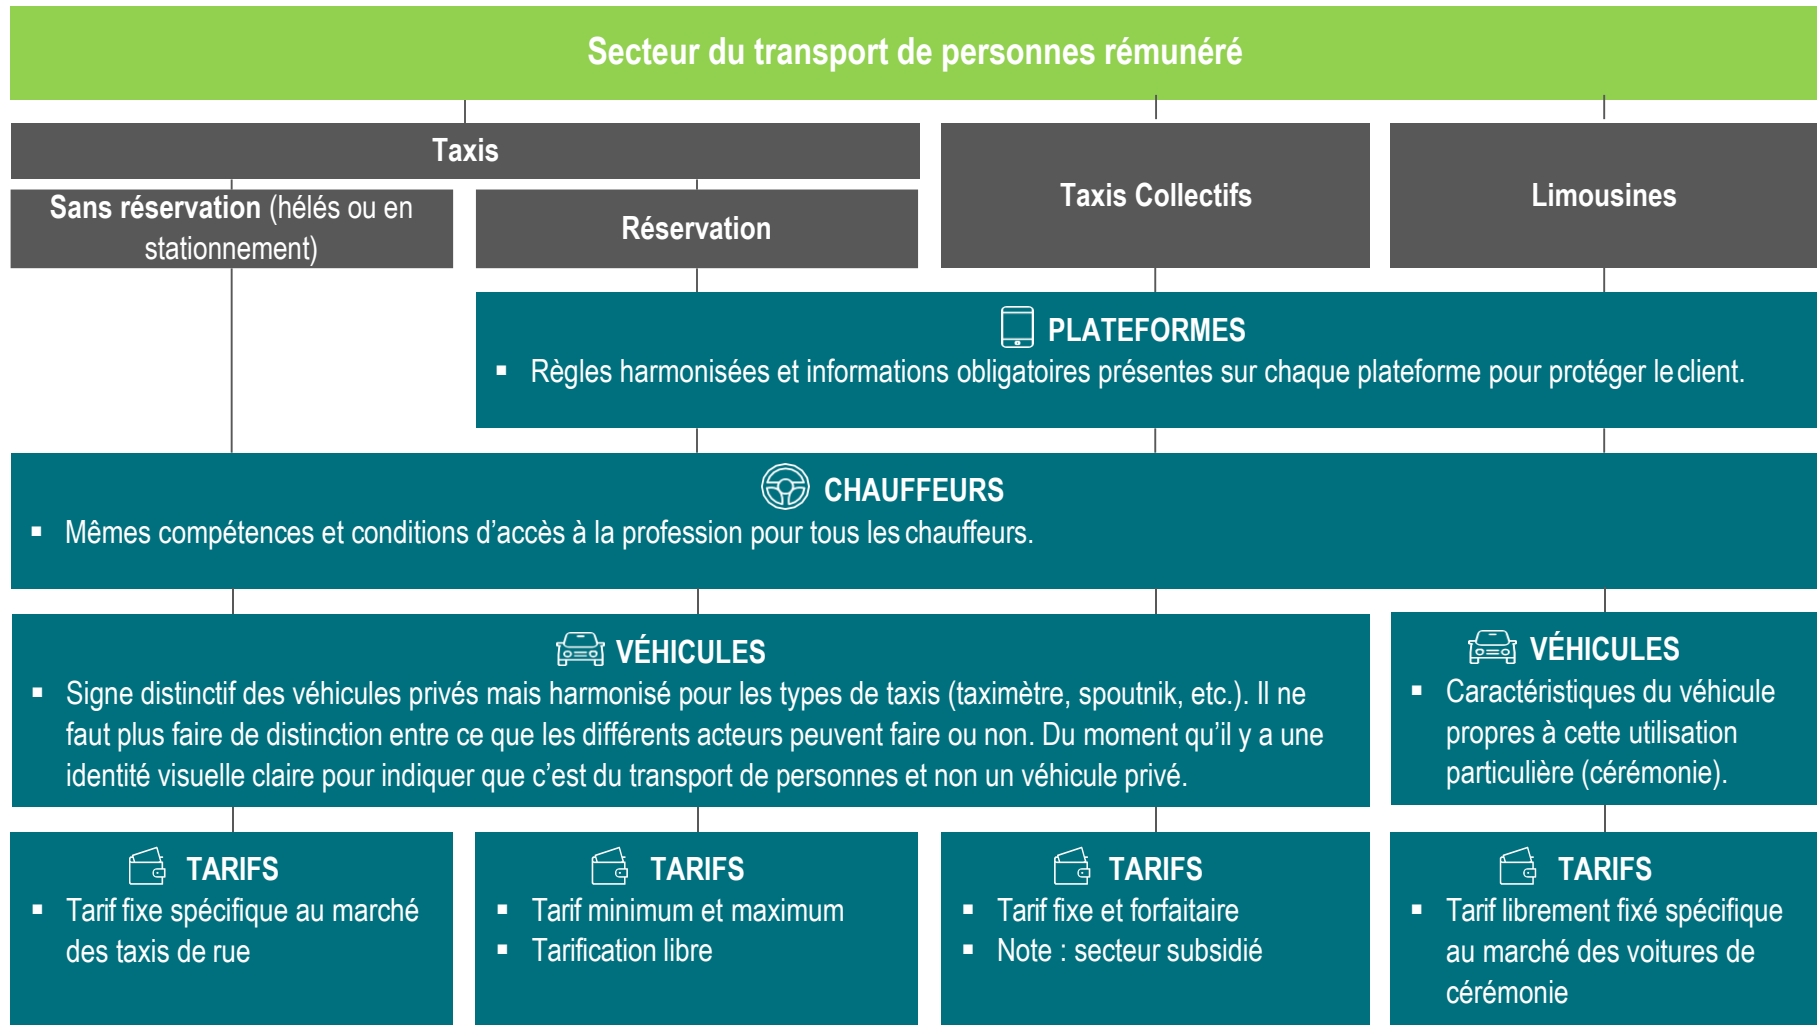 Secteur du transport de personnes rémunéré
Taxis
Sans réservation (hélés ou en
stationnement)
Réservation
Taxis Collectifs
Limousines
PLATEFORMES
▪ Règles harmonisées et informations obligatoires présentes sur chaque plateforme pour protéger le client.
CHAUFFEURS
▪ Mêmes compétences et conditions d’accès à la profession pour tous les chauffeurs.
VÉHICULES
▪ Signe distinctif des véhicules privés mais harmonisé pour les types de taxis (taximètre, spoutnik, etc.). Il ne
faut plus faire de distinction entre ce que les différents acteurs peuvent faire ou non. Du moment qu’il y a une
identité visuelle claire pour indiquer que c’est du transport de personnes et non un véhicule privé.
VÉHICULES
▪ Caractéristiques du véhicule
propres à cette utilisation
particulière (cérémonie).
TARIFS
▪ Tarif fixe spécifique au marché
des taxis de rue
TARIFS
▪ Tarif minimum et maximum
▪ Tarification libre
TARIFS
▪ Tarif fixe et forfaitaire
▪ Note : secteur subsidié
TARIFS
▪ Tarif librement fixé spécifique
au marché des voitures de
cérémonie